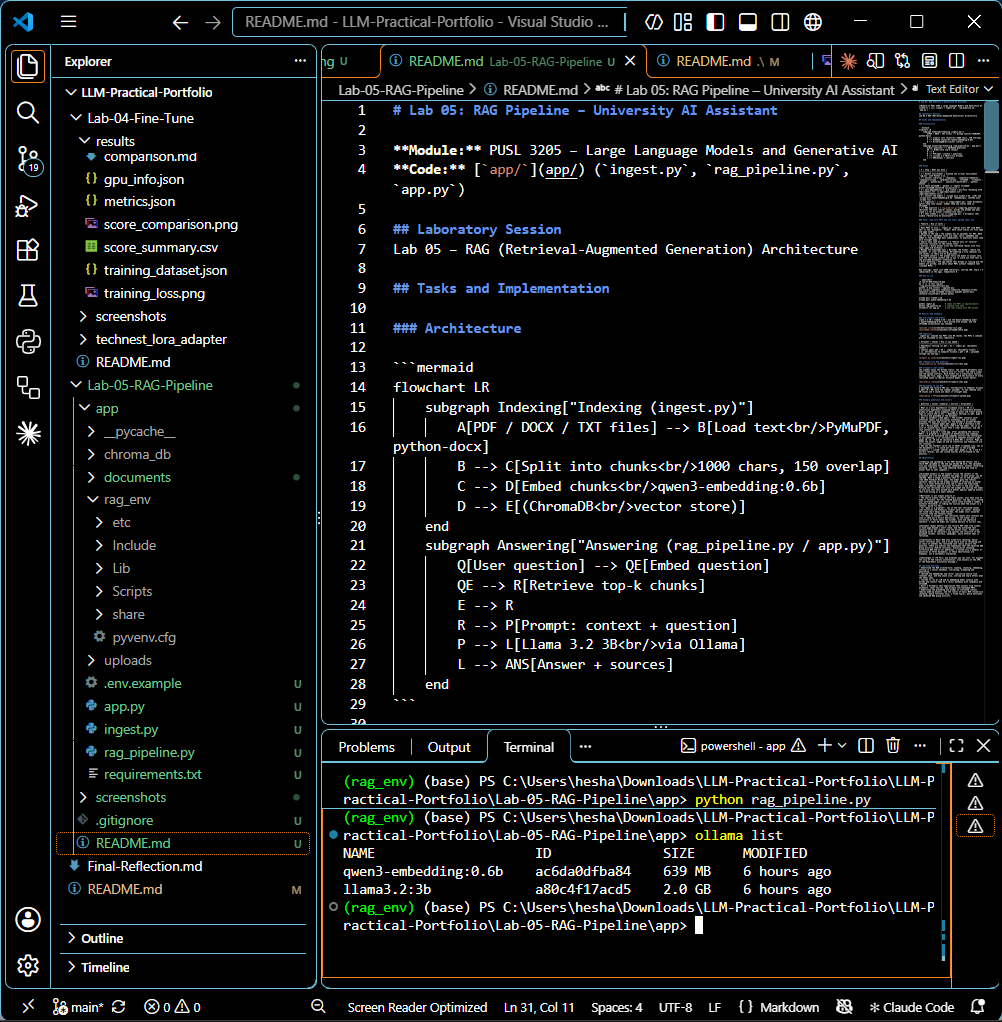 README.md - LLM-Practical-Portfolio - Visual Studio ...
Explorer
LLM-Practical-Portfolio
Lab-04-Fine-Tune
results
comparison.md
gpu_info.json
metrics.json
score_comparison.png
score_summary.csv
training_dataset.json
training_loss.png
screenshots
technest_lora_adapter
README.md
Lab-05-RAG-Pipeline
app
__pycache__
chroma_db
documents
rag_env
etc
Include
Lib
Scripts
share
pyvenv.cfg
uploads
.env.example U
app.py U
ingest.py U
rag_pipeline.py U
requirements.txt U
screenshots
.gitignore U
README.md U
Final-Reflection.md
README.md M
Outline
Timeline
19
ng U
README.md Lab-05-RAG-Pipeline U
README.md .\ M
Lab-05-RAG-Pipeline > README.md > # Lab 05: RAG Pipeline – University AI Assistant >
Text Editor
1 # Lab 05: RAG Pipeline – University AI Assistant
2
3 **Module:** PUSL 3205 – Large Language Models and Generative AI
4 **Code:** [`app/`](app/) (`ingest.py`, `rag_pipeline.py`,
`app.py`)
5
6 ## Laboratory Session
7 Lab 05 – RAG (Retrieval-Augmented Generation) Architecture
8
9 ## Tasks and Implementation
10
11 ### Architecture
12
13 ```mermaid
14 flowchart LR
15 subgraph Indexing["Indexing (ingest.py)"]
16 A[PDF / DOCX / TXT files] --> B[Load text<br/>PyMuPDF,
python-docx]
17 B --> C[Split into chunks<br/>1000 chars, 150 overlap]
18 C --> D[Embed chunks<br/>qwen3-embedding:0.6b]
19 D --> E[(ChromaDB<br/>vector store)]
20 end
21 subgraph Answering["Answering (rag_pipeline.py / app.py)"]
22 Q[User question] --> QE[Embed question]
23 QE --> R[Retrieve top-k chunks]
24 E --> R
25 R --> P[Prompt: context + question]
26 P --> L[Llama 3.2 3B<br/>via Ollama]
27 L --> ANS[Answer + sources]
28 end
29 ```
30
Problems Output Terminal
powershell - app
(rag_env) (base) PS C:\Users\hesha\Downloads\LLM-Practical-Portfolio\LLM-P
ractical-Portfolio\Lab-05-RAG-Pipeline\app> python rag_pipeline.py
(rag_env) (base) PS C:\Users\hesha\Downloads\LLM-Practical-Portfolio\LLM-P
ractical-Portfolio\Lab-05-RAG-Pipeline\app> ollama list
NAME ID SIZE MODIFIED
qwen3-embedding:0.6b ac6da0dfba84 639 MB 6 hours ago
llama3.2:3b a80c4f17acd5 2.0 GB 6 hours ago
(rag_env) (base) PS C:\Users\hesha\Downloads\LLM-Practical-Portfolio\LLM-P
ractical-Portfolio\Lab-05-RAG-Pipeline\app>
main* 0 0 Screen Reader Optimized Ln 31, Col 11 Spaces: 4 UTF-8 LF { } Markdown Claude Code